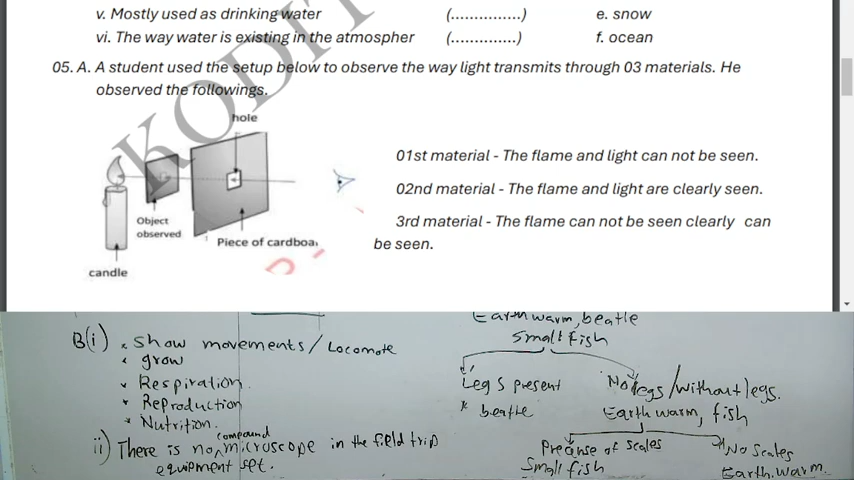 v. Mostly used as drinking water (...............) e. snow
vi. The way water is existing in the atmospher (..............) f. ocean
05. A. A student used the setup below to observe the way light transmits through 03 materials. He
observed the followings.
KODIT
hole
01st material - The flame and light can not be seen.
02nd material - The flame and light are clearly seen.
3rd material - The flame can not be seen clearly can
be seen.
Object
observed
Piece of cardboa
candle
B(i) × Show movements/Locomote
grow
Respiration.
Reproduction
Nutrition.
ii) There is no compound microscope in the field trip
equipment set.
Earth warm, beatle
Small fish
Legs present
* beatle
No legs/without legs.
Earth warm, fish
Precense of scales
Small fish
No scales
Earth.warm.